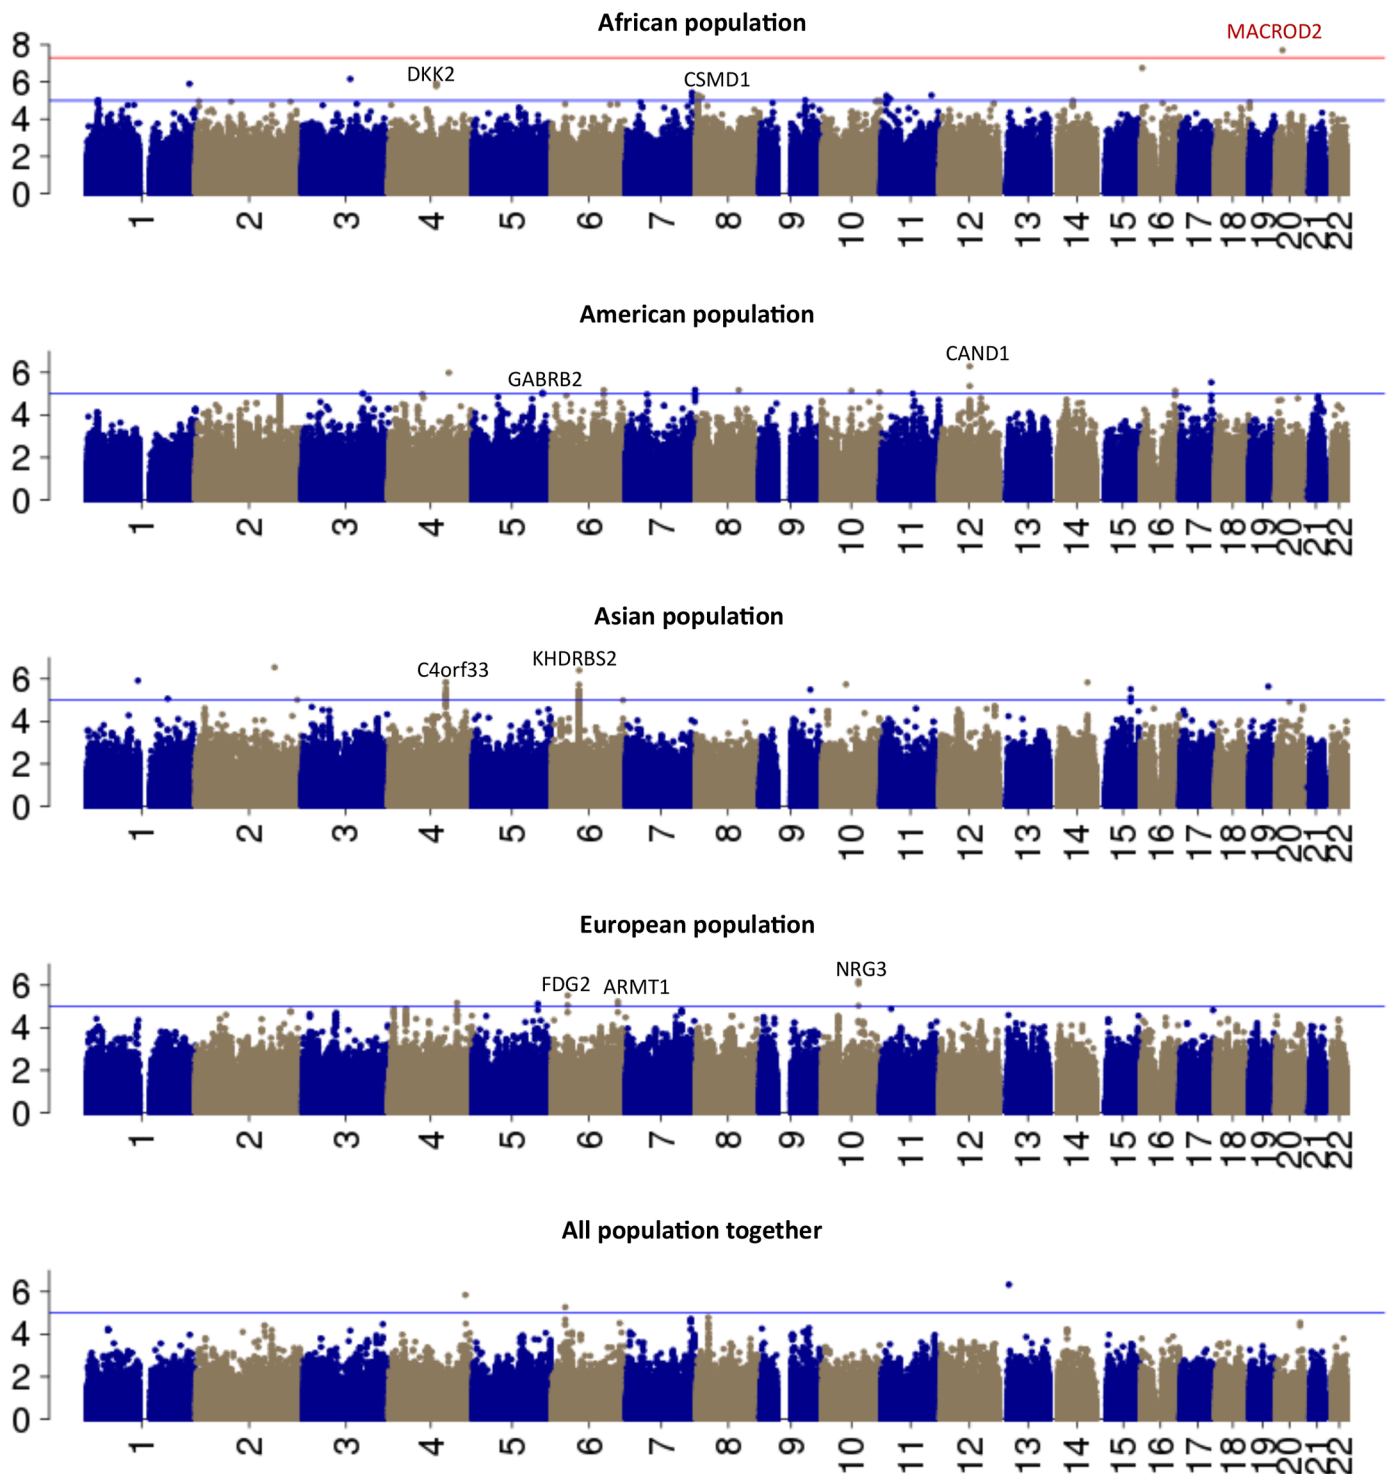 African population
MACROD2
DKK2
CSMD1
8
6
4
2
0
1 2 3 4 5 6 7 8 9 10 11 12 13 14 15 16 17 18 19 20 21 22
American population
CAND1
GABRB2
6
4
2
0
1 2 3 4 5 6 7 8 9 10 11 12 13 14 15 16 17 18 19 20 21 22
Asian population
KHDRBS2
C4orf33
6
4
2
0
1 2 3 4 5 6 7 8 9 10 11 12 13 14 15 16 17 18 19 20 21 22
European population
NRG3
FDG2 ARMT1
6
4
2
0
1 2 3 4 5 6 7 8 9 10 11 12 13 14 15 16 17 18 19 20 21 22
All population together
6
4
2
0
1 2 3 4 5 6 7 8 9 10 11 12 13 14 15 16 17 18 19 20 21 22